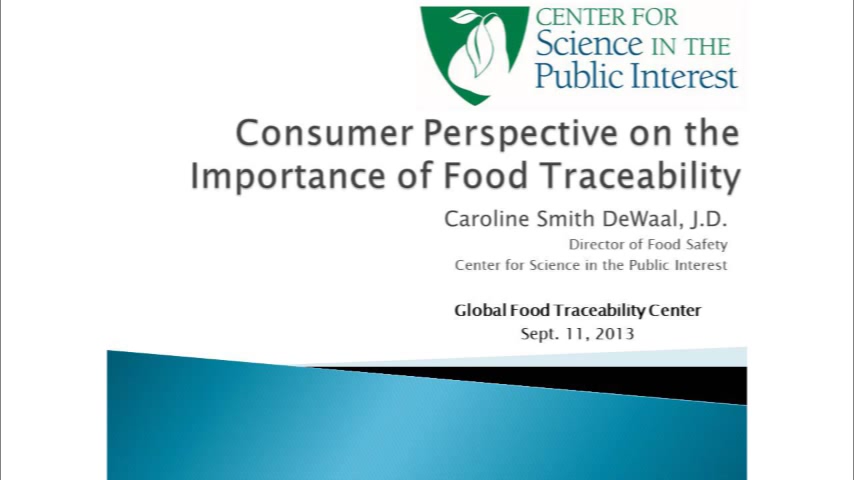 CENTER FOR
Science IN THE
Public Interest
Consumer Perspective on the
Importance of Food Traceability
Caroline Smith DeWaal, J.D.
Director of Food Safety
Center for Science in the Public Interest
Global Food Traceability Center
Sept. 11, 2013